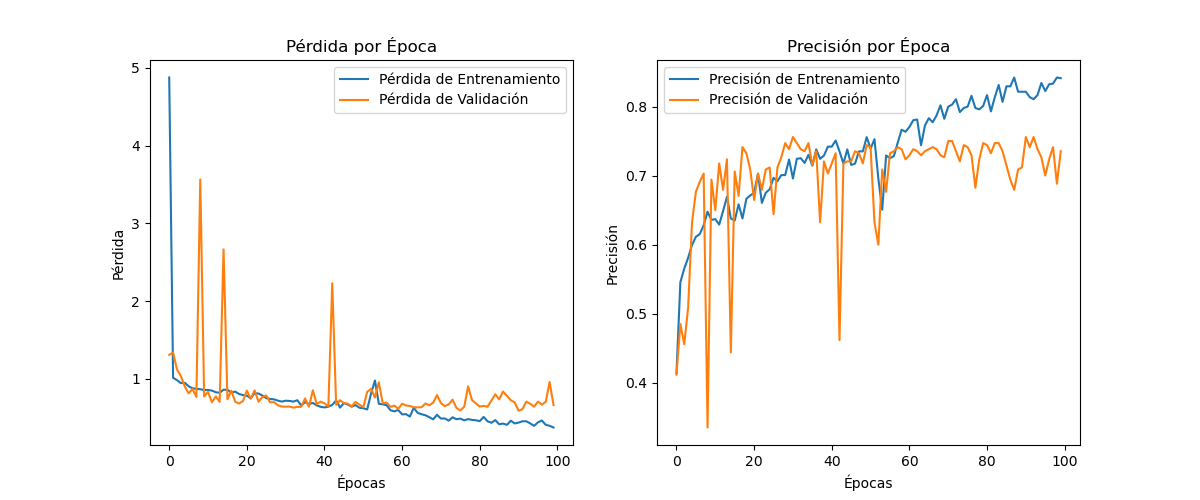 Pérdida por Época
Pérdida de Entrenamiento
Pérdida de Validación
5
4
3
2
1
Pérdida
0
20
40
60
80
100
Épocas
Precisión por Época
Precisión de Entrenamiento
Precisión de Validación
0.8
0.7
0.6
0.5
0.4
Precisión
0
20
40
60
80
100
Épocas